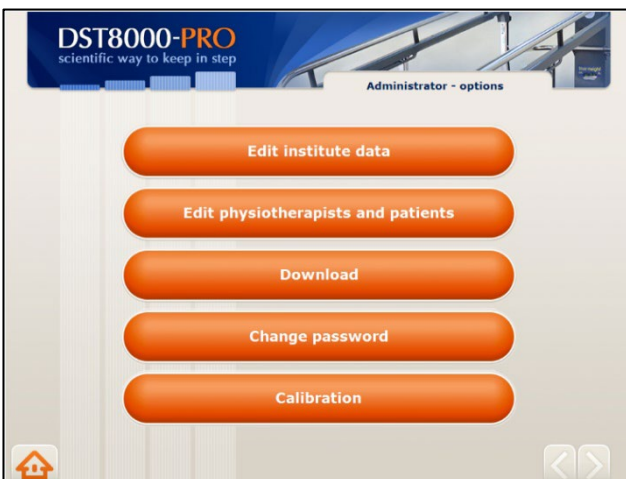 DST8000-PRO
scientific way to keep in step
Administrator - options
Edit institute data
Edit physiotherapists and patients
Download
Change password
Calibration